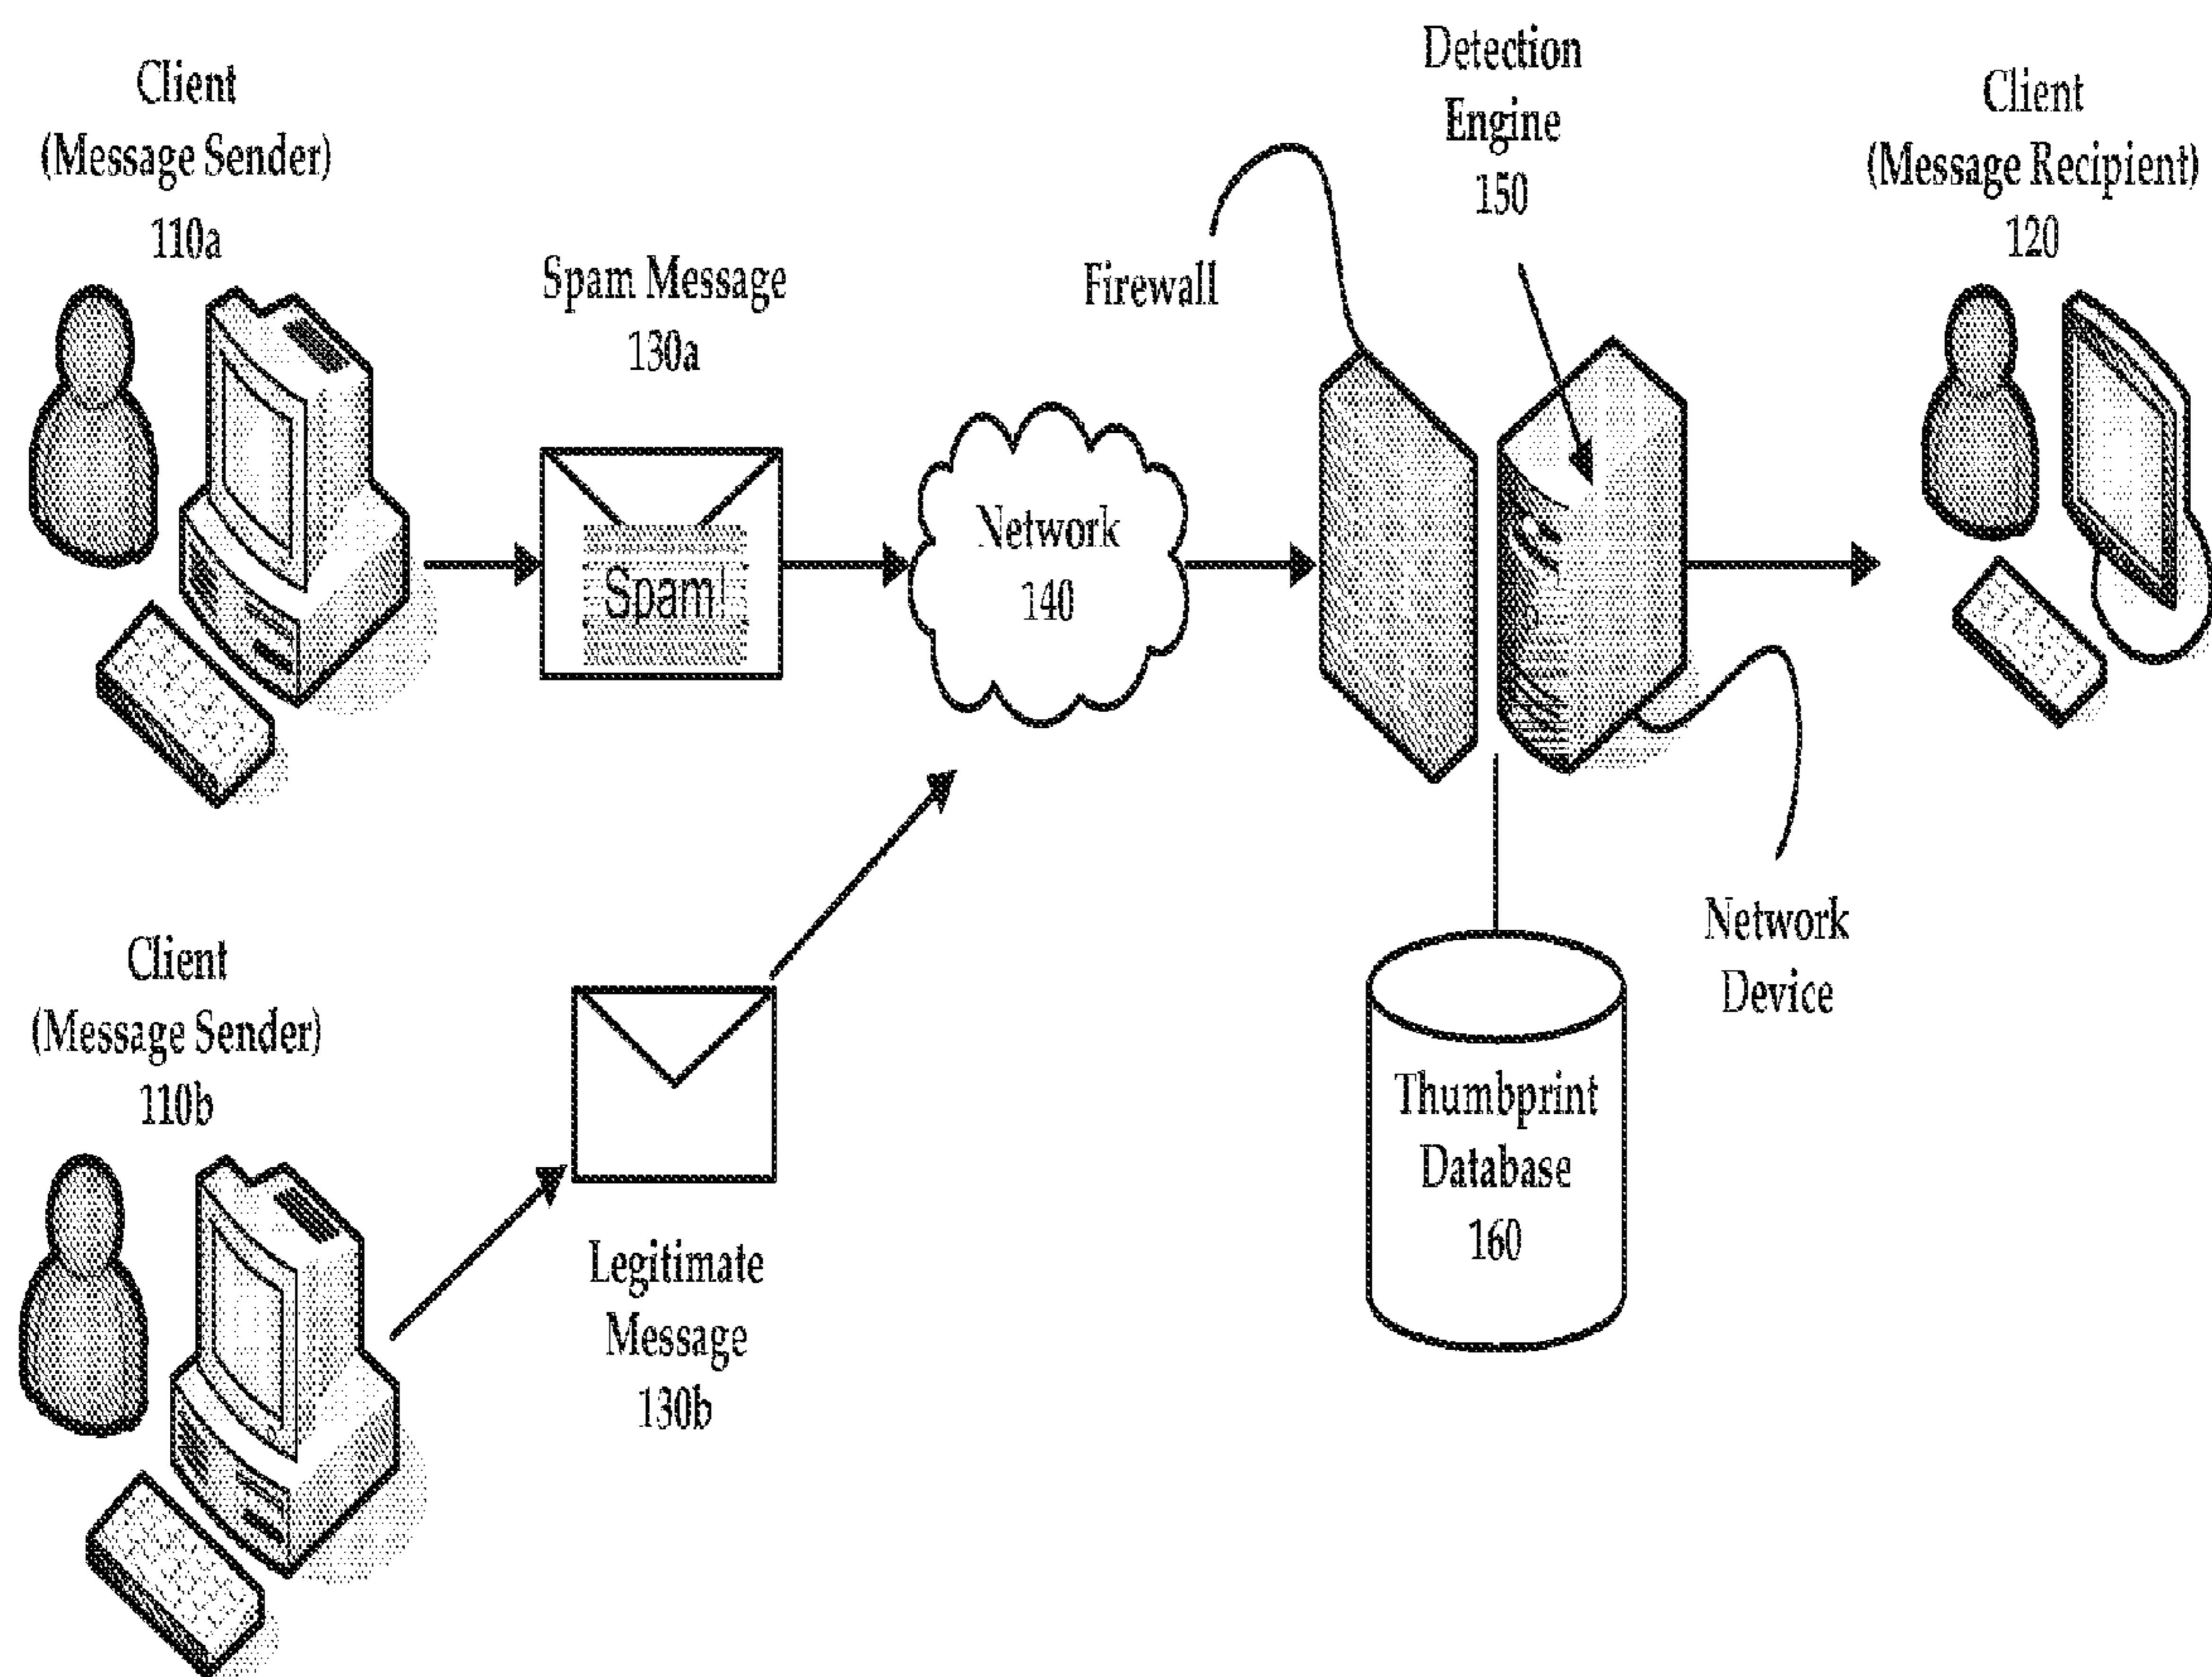 Client
(Message Sender)
110a
Spam Message
130a
Spam!
Network
140
Firewall
Detection
Engine
150
Client
(Message Recipient)
120
Network
Device
Thumbprint
Database
160
Client
(Message Sender)
110b
Legitimate
Message
130b